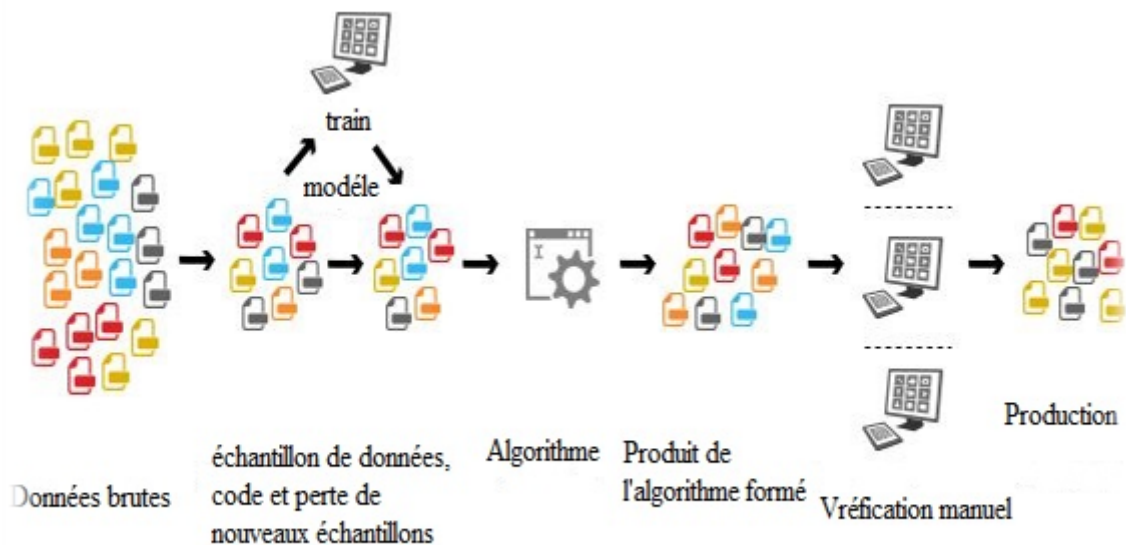 train
modéle
Données brutes
échantillon de données,
code et perte de
nouveaux échantillons
Algorithme
Produit de
l'algorithme formé
Vréfication manuel
Production